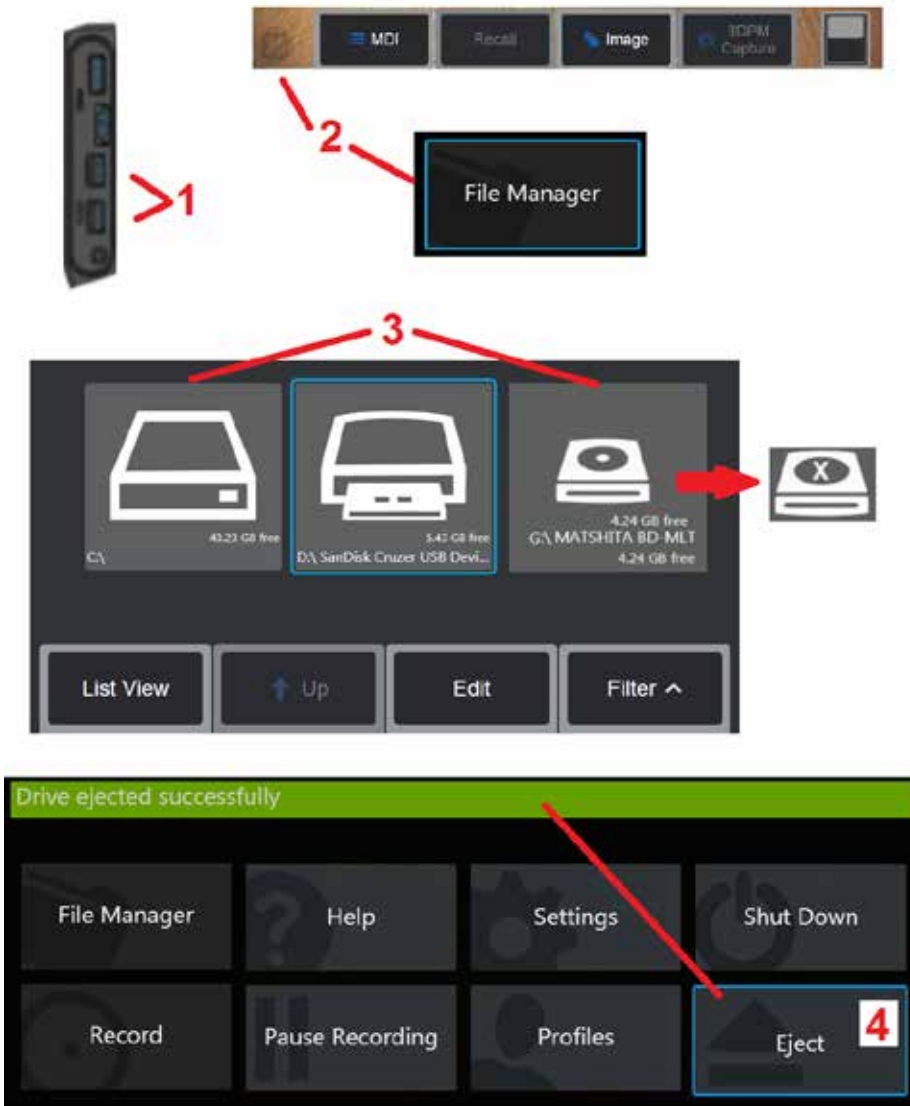 MDI
Recall
Image
3DPM
Capture
2
1
File Manager
3
X
43.23 GB free
C:\
5.43 GB free
D:\ SanDisk Cruzer USB Devi...
4.24 GB free
G:\ MATSHITA BD-MLT
4.24 GB free
List View
Up
Edit
Filter
Drive ejected successfully
File Manager
Help
Settings
Shut Down
Record
Pause Recording
Profiles
Eject
4